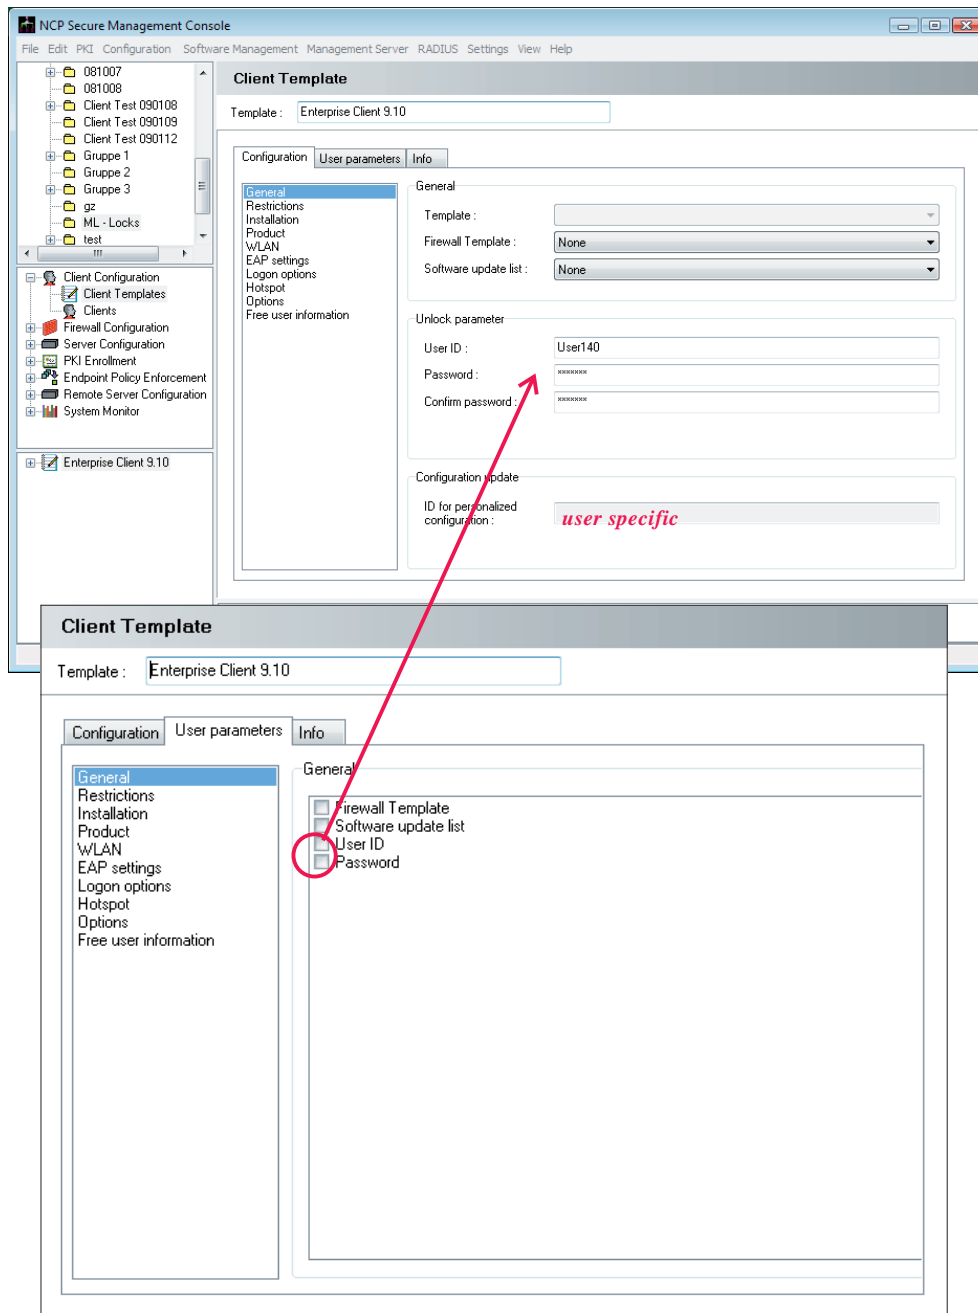 NCP Secure Management Console
File Edit PKI Configuration Software Management Management Server RADIUS Settings View Help
081007
081008
Client Test 090108
Client Test 090109
Client Test 090112
Gruppe 1
Gruppe 2
Gruppe 3
gz
ML - Locks
test
Client Configuration
Client Templates
Clients
Firewall Configuration
Server Configuration
PKI Enrollment
Endpoint Policy Enforcement
Remote Server Configuration
System Monitor
Enterprise Client 9.10
Client Template
Template : Enterprise Client 9.10
Configuration User parameters Info
General
Restrictions
Installation
Product
WLAN
EAP settings
Logon options
Hotspot
Options
Free user information
General
Template :
Firewall Template : None
Software update list : None
Unlock parameter
User ID : User140
Password : *******
Confirm password : *******
Configuration update
ID for personalized
configuration :
user specific
Client Template
Template : Enterprise Client 9.10
Configuration User parameters Info
General
Restrictions
Installation
Product
WLAN
EAP settings
Logon options
Hotspot
Options
Free user information
General
Firewall Template
Software update list
User ID
Password